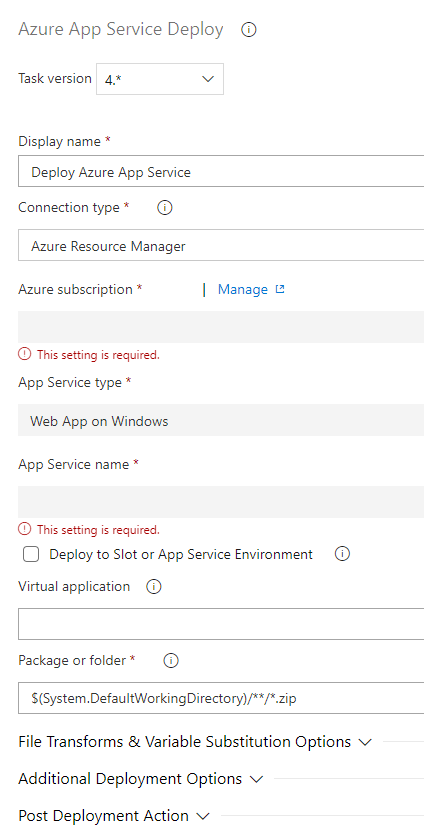 Azure App Service Deploy
Task version 4.*
Display name *
Deploy Azure App Service
Connection type *
Azure Resource Manager
Azure subscription * | Manage
This setting is required.
App Service type *
Web App on Windows
App Service name *
This setting is required.
Deploy to Slot or App Service Environment
Virtual application
Package or folder *
$(System.DefaultWorkingDirectory)/**/*.zip
File Transforms & Variable Substitution Options
Additional Deployment Options
Post Deployment Action